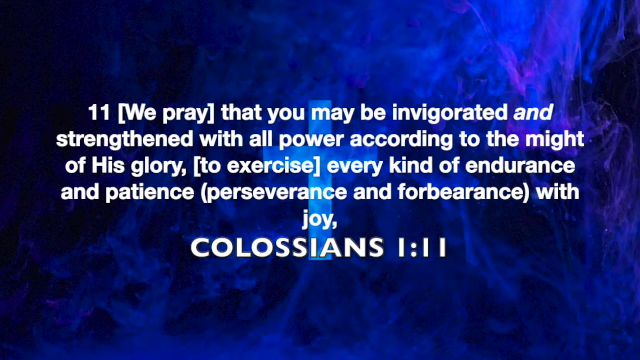 11 [We pray] that you may be invigorated and
strengthened with all power according to the might
of His glory, [to exercise] every kind of endurance
and patience (perseverance and forbearance) with
joy,
COLOSSIANS 1:11